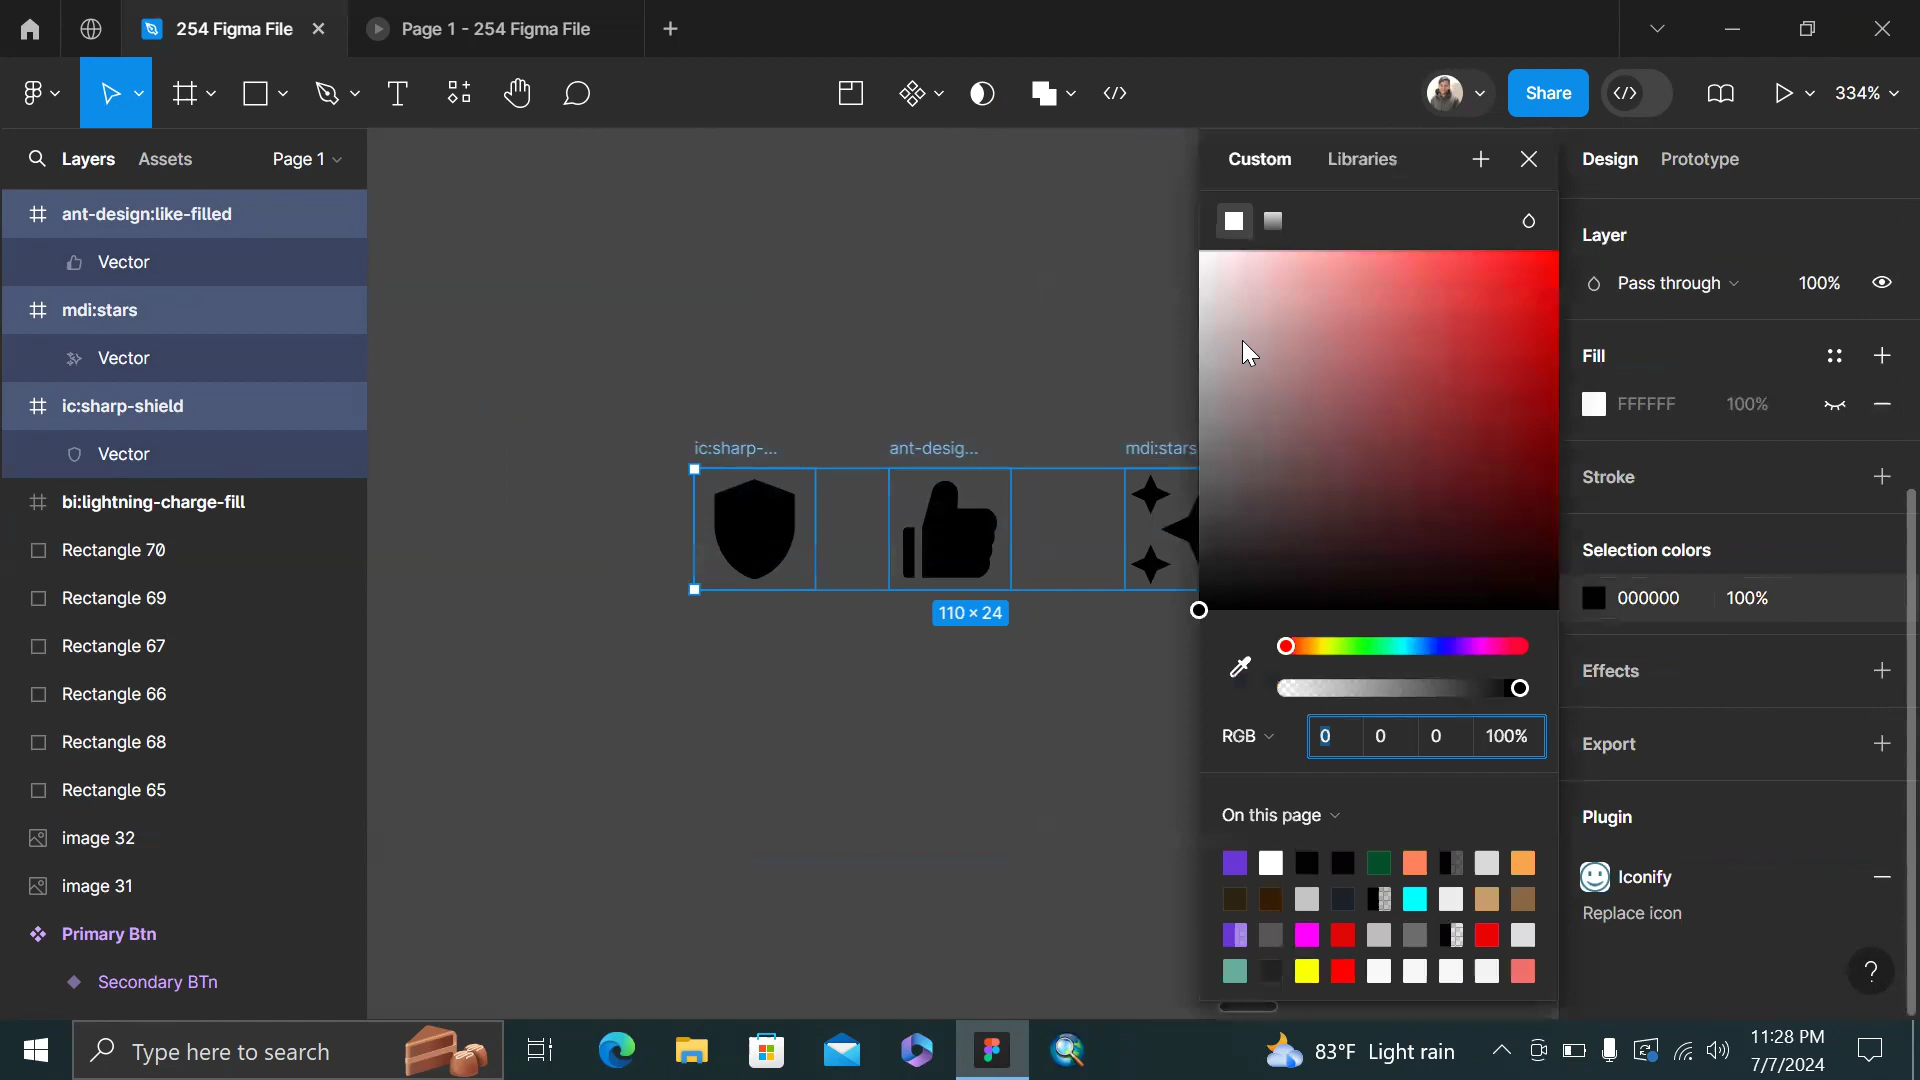 254 Figma File
Page 1 - 254 Figma File
Share
334%
Layers
Assets
Page 1
ant-design:like-filled
Vector
mdi:stars
Vector
ic:sharp-shield
Vector
bi:lightning-charge-fill
Rectangle 70
Rectangle 69
Rectangle 67
Rectangle 66
Rectangle 68
Rectangle 65
image 32
image 31
Primary Btn
Secondary BTn
ic:sharp-...
ant-desig...
mdi:stars
110 × 24
Custom
Libraries
RGB
0
0
0
100%
On this page
Design
Prototype
Layer
Pass through
100%
Fill
FFFFFF
100%
Stroke
Selection colors
000000
100%
Effects
Export
Plugin
Iconify
Replace icon
?
Type here to search
83°F Light rain
11:28 PM
7/7/2024